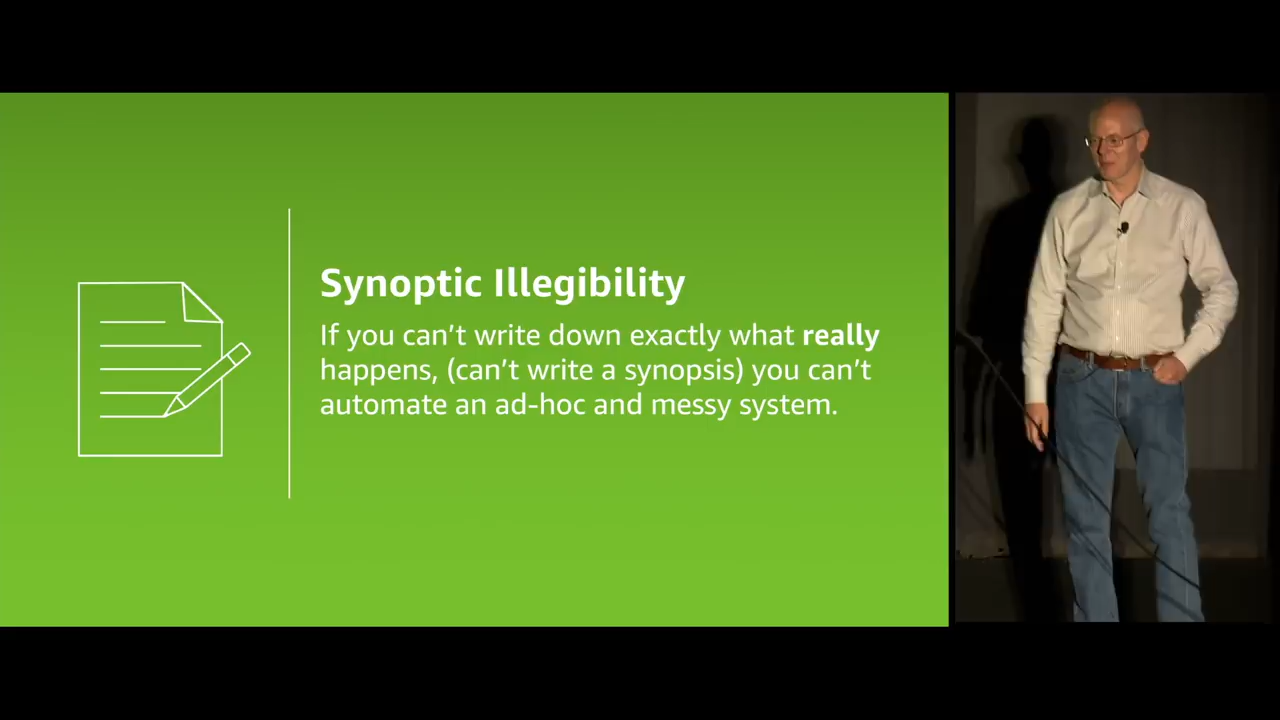 Synoptic Illegibility
If you can't write down exactly what really
happens, (can't write a synopsis) you can't
automate an ad-hoc and messy system.